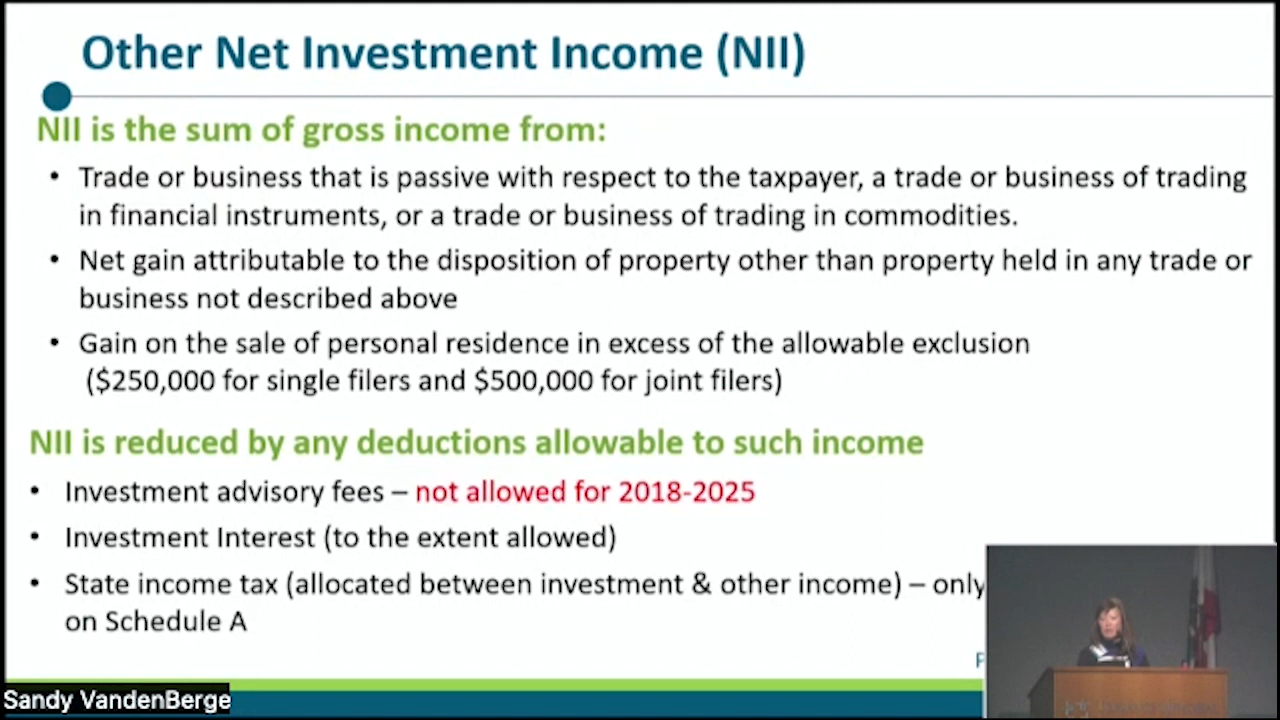 Other Net Investment Income (NII)
NII is the sum of gross income from:
• Trade or business that is passive with respect to the taxpayer, a trade or business of trading
in financial instruments, or a trade or business of trading in commodities.
• Net gain attributable to the disposition of property other than property held in any trade or
business not described above
• Gain on the sale of personal residence in excess of the allowable exclusion
($250,000 for single filers and $500,000 for joint filers)
NII is reduced by any deductions allowable to such income
• Investment advisory fees – not allowed for 2018-2025
• Investment Interest (to the extent allowed)
• State income tax (allocated between investment & other income) – only
on Schedule A
Sandy VandenBerge